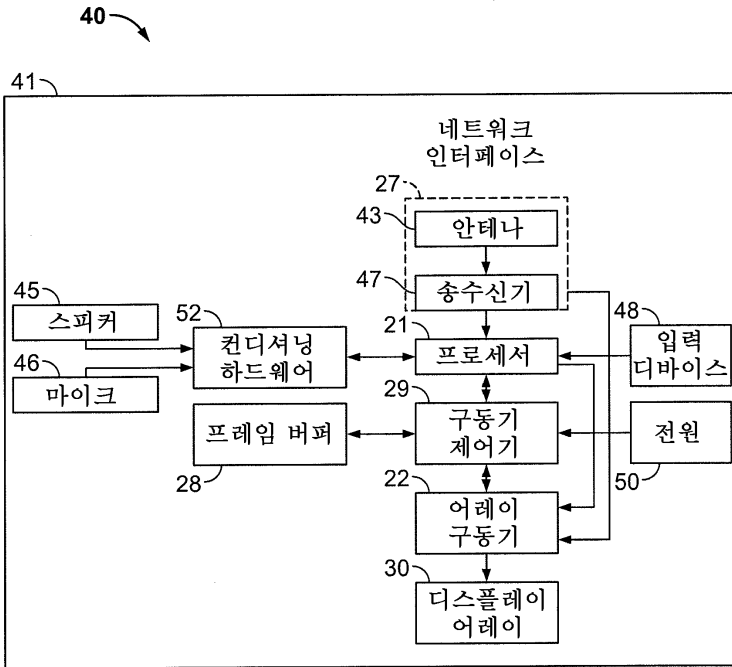 40
41
네트워크
인터페이스
27
43
안테나
47
송수신기
45
스피커
52
컨디셔닝
하드웨어
21
프로세서
48
입력
디바이스
46
마이크
29
구동기
제어기
프레임 버퍼
28
전원
50
22
어레이
구동기
30
디스플레이
어레이